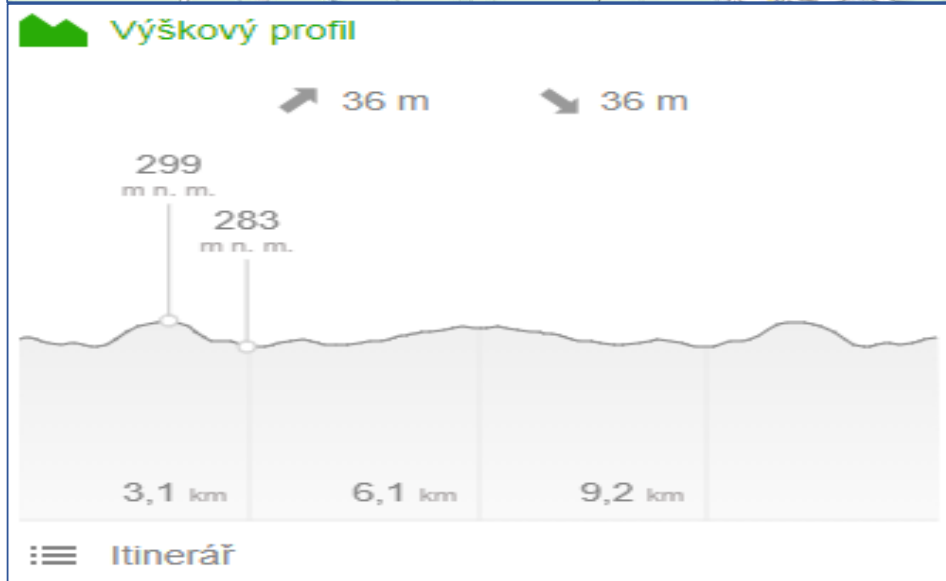 Výškový profil
36 m 36 m
299
m n. m.
283
m n. m.
3,1 km 6,1 km 9,2 km
Itinerář